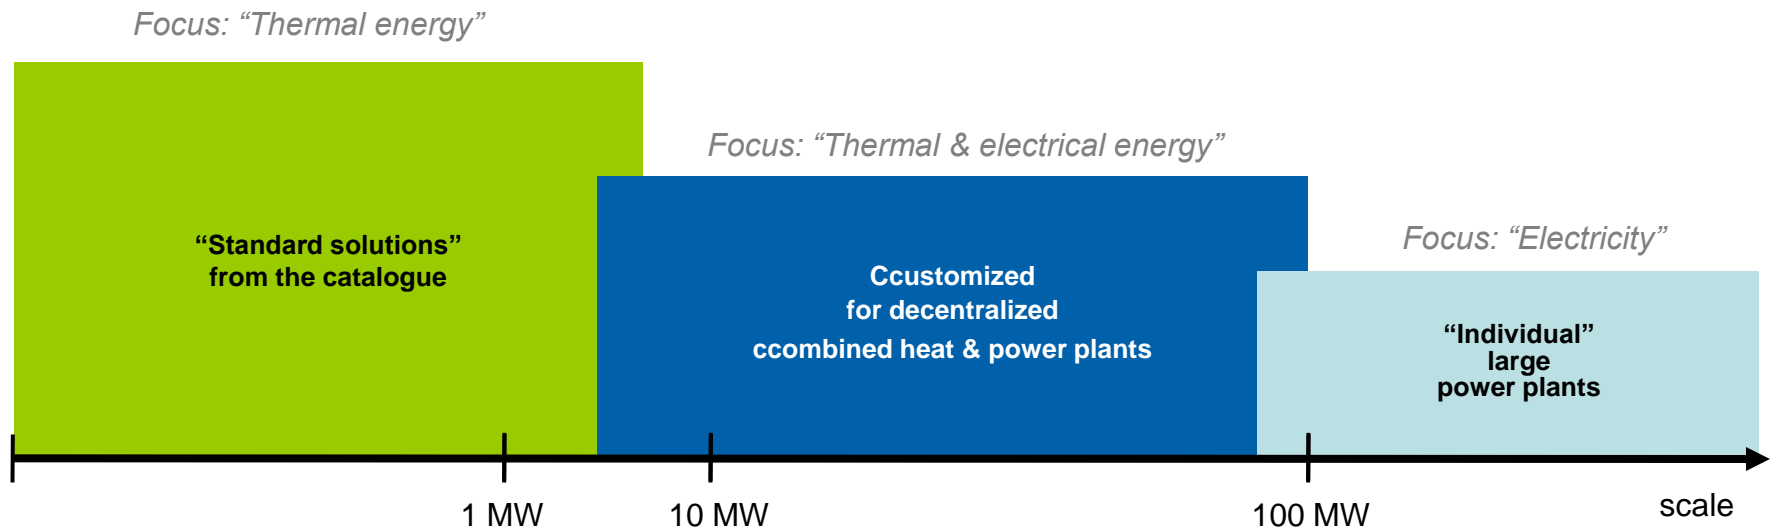 Focus: “Thermal energy”
“Standard solutions”
from the catalogue
Focus: “Thermal & electrical energy”
Ccustomized
for decentralized
ccombined heat & power plants
Focus: “Electricity”
“Individual”
large
power plants
1 MW
10 MW
100 MW
scale